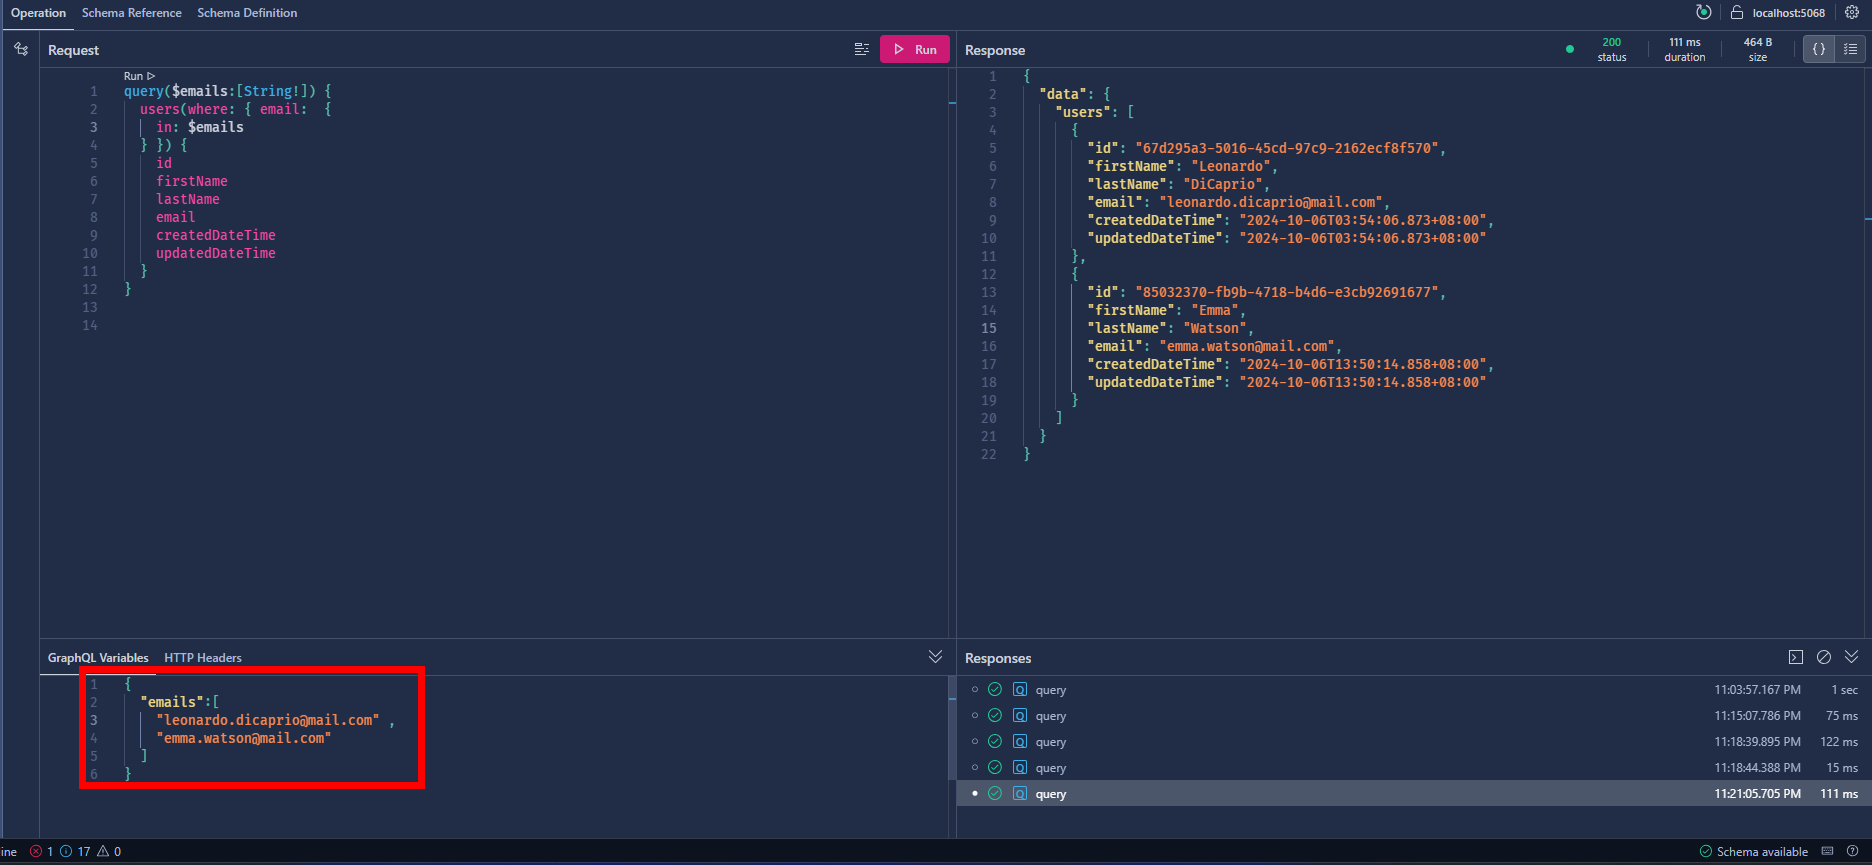 Operation Schema Reference Schema Definition localhost:5068
Request Run
Run
1 query($emails:[String!]) {
2 users(where: { email: {
3 in: $emails
4 } }) {
5 id
6 firstName
7 lastName
8 email
9 createdDateTime
10 updatedDateTime
11 }
12 }
13
14
Response 200 status 111 ms duration 464 B size { }
1 {
2 "data": {
3 "users": [
4 {
5 "id": "67d295a3-5016-45cd-97c9-2162ecf8f570",
6 "firstName": "Leonardo",
7 "lastName": "DiCaprio",
8 "email": "leonardo.dicaprio@mail.com",
9 "createdDateTime": "2024-10-06T03:54:06.873+08:00",
10 "updatedDateTime": "2024-10-06T03:54:06.873+08:00"
11 },
12 {
13 "id": "85032370-fb9b-4718-b4d6-e3cb92691677",
14 "firstName": "Emma",
15 "lastName": "Watson",
16 "email": "emma.watson@mail.com",
17 "createdDateTime": "2024-10-06T13:50:14.858+08:00",
18 "updatedDateTime": "2024-10-06T13:50:14.858+08:00"
19 }
20 ]
21 }
22 }
GraphQL Variables HTTP Headers
1 {
2 "emails":[
3 "leonardo.dicaprio@mail.com" ,
4 "emma.watson@mail.com"
5 ]
6 }
Responses
Q query 11:03:57.167 PM 1 sec
Q query 11:15:07.786 PM 75 ms
Q query 11:18:39.895 PM 122 ms
Q query 11:18:44.388 PM 15 ms
Q query 11:21:05.705 PM 111 ms
ine 1 17 0 Schema available